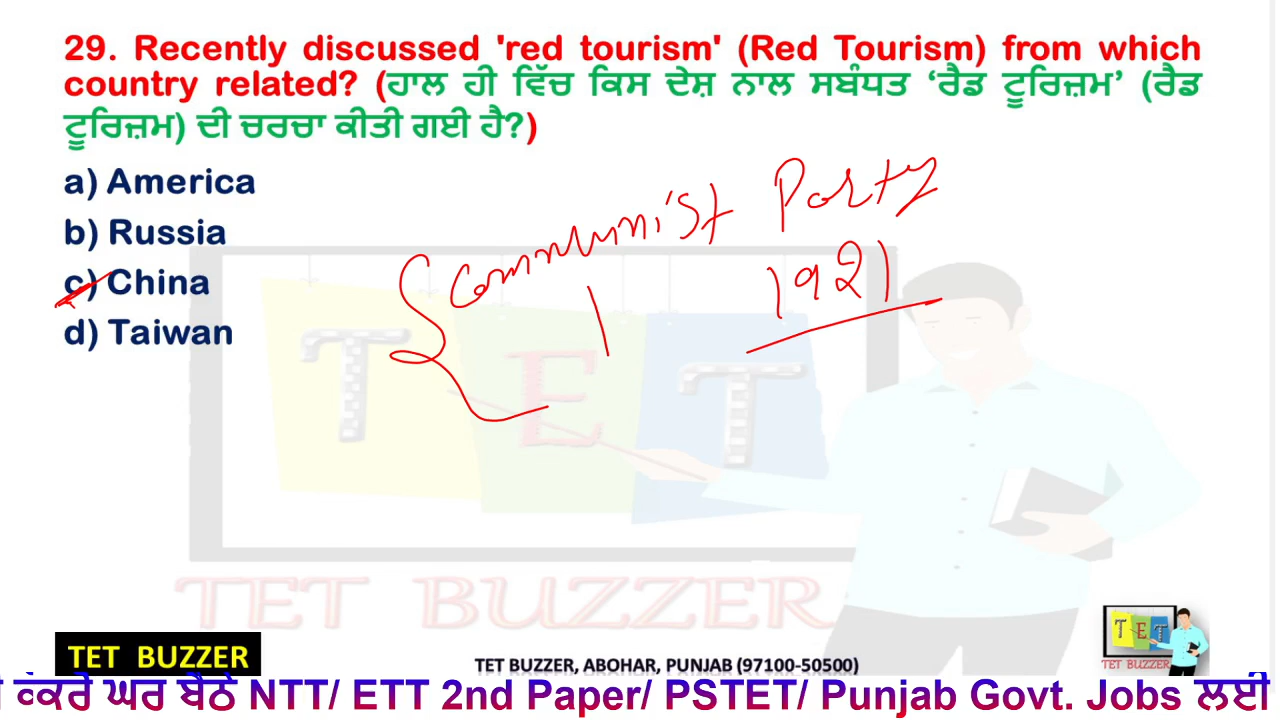 29. Recently discussed 'red tourism' (Red Tourism) from which
country related? (ਹਾਲ ਹੀ ਵਿੱਚ ਕਿਸ ਦੇਸ਼ ਨਾਲ ਸਬੰਧਤ ‘ਰੈਡ ਟੂਰਿਜ਼ਮ’ (ਰੈਡ
ਟੂਰਿਜ਼ਮ) ਦੀ ਚਰਚਾ ਕੀਤੀ ਗਈ ਹੈ?)
a) America
b) Russia
c) China
d) Taiwan
Communist Party
1921
TET
TET BUZZER
TET BUZZER
TET BUZZER, ABOHAR, PUNJAB (97100-50500)
TET
TET BUZZER
ਘਰ ਬੈਠੇ NTT/ ETT 2nd Paper/ PSTET/ Punjab Govt. Jobs ਲਈ